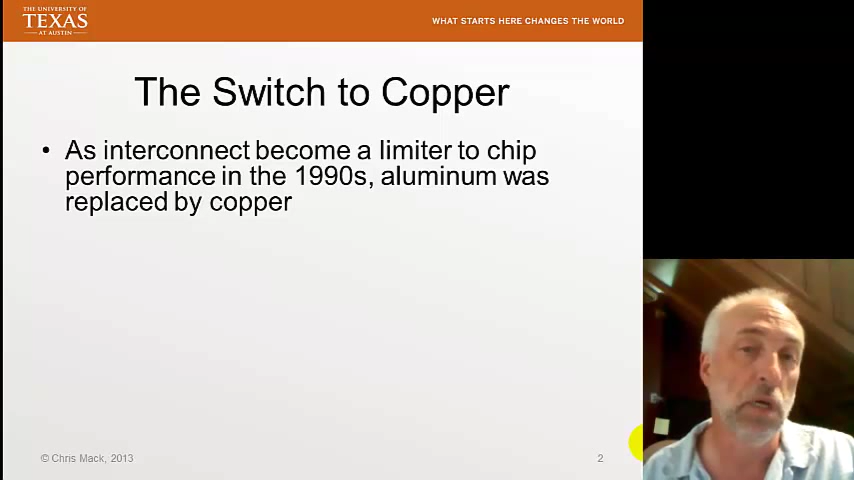 THE UNIVERSITY OF
TEXAS
AT AUSTIN
WHAT STARTS HERE CHANGES THE WORLD
The Switch to Copper
• As interconnect become a limiter to chip
performance in the 1990s, aluminum was
replaced by copper
© Chris Mack, 2013
2